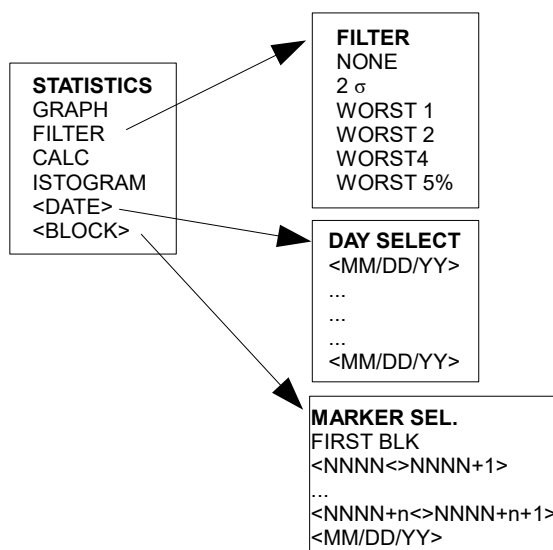 STATISTICS
GRAPH
FILTER
CALC
ISTOGRAM
<DATE>
<BLOCK>
FILTER
NONE
2 σ
WORST 1
WORST 2
WORST4
WORST 5%
DAY SELECT
<MM/DD/YY>
...
...
...
<MM/DD/YY>
MARKER SEL.
FIRST BLK
<NNNN<>NNNN+1>
...
<NNNN+n<>NNNN+n+1>
<MM/DD/YY>